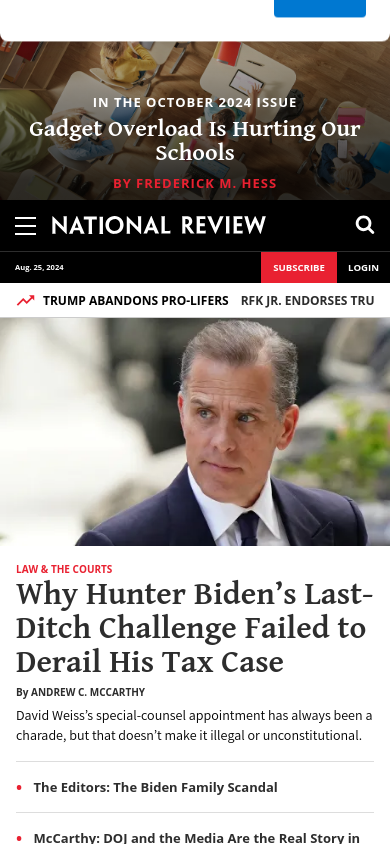 IN THE OCTOBER 2024 ISSUE
Gadget Overload Is Hurting Our
Schools
BY FREDERICK M. HESS
NATIONAL REVIEW
Aug. 25, 2024
SUBSCRIBE
LOGIN
TRUMP ABANDONS PRO-LIFERS
RFK JR. ENDORSES TRU
LAW & THE COURTS
Why Hunter Biden’s Last-
Ditch Challenge Failed to
Derail His Tax Case
By ANDREW C. MCCARTHY
David Weiss’s special-counsel appointment has always been a
charade, but that doesn’t make it illegal or unconstitutional.
The Editors: The Biden Family Scandal
McCarthy: DOJ and the Media Are the Real Story in